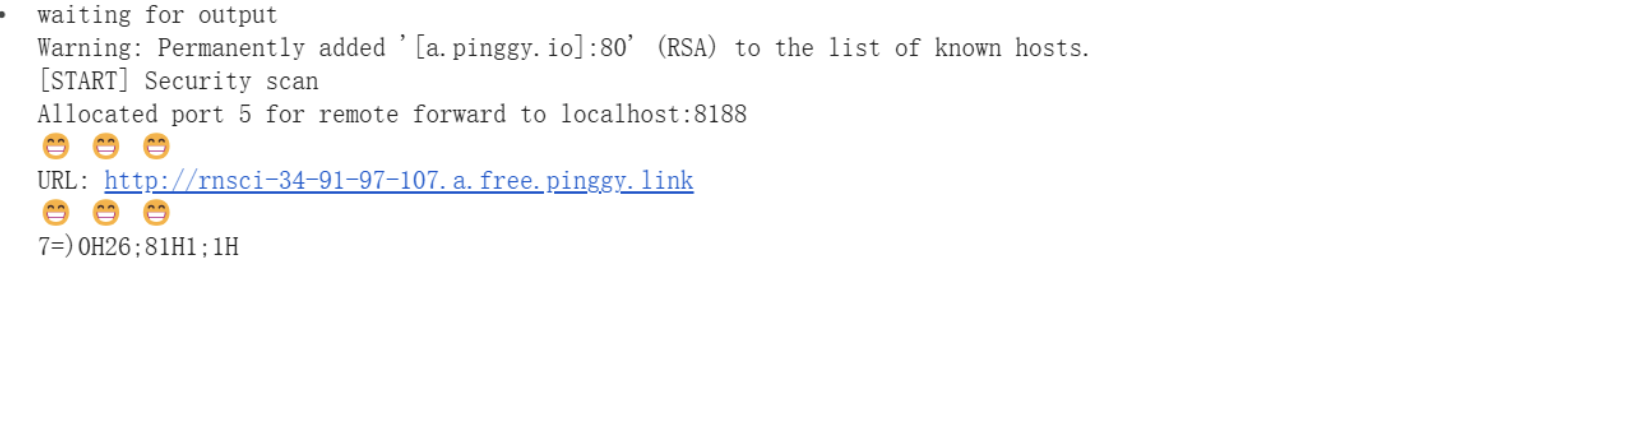 waiting for output
Warning: Permanently added '[a.pinggy.io]:80' (RSA) to the list of known hosts.
[START] Security scan
Allocated port 5 for remote forward to localhost:8188
😁 😁 😁
URL: http://rnsci-34-91-97-107.a.free.pinggy.link
😁 😁 😁
7=)0H26;81H1;1H